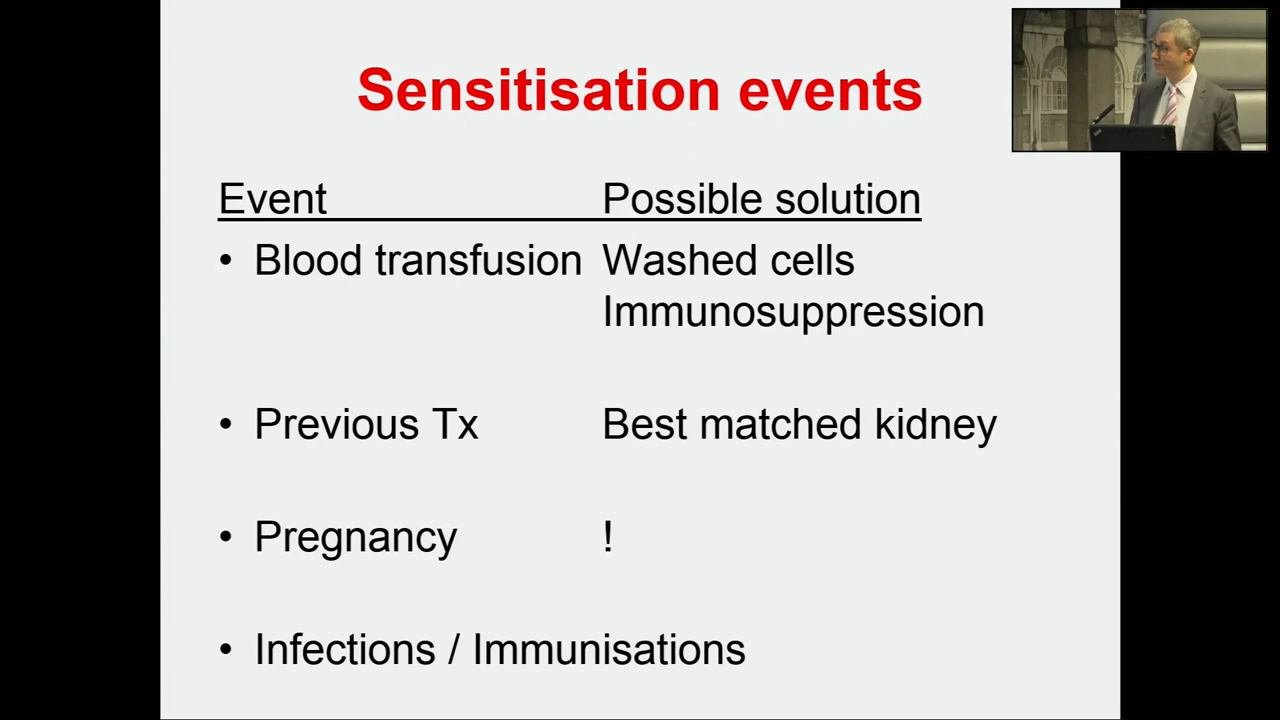 Sensitisation events
Event Possible solution
• Blood transfusion Washed cells
Immunosuppression
• Previous Tx Best matched kidney
• Pregnancy !
• Infections / Immunisations